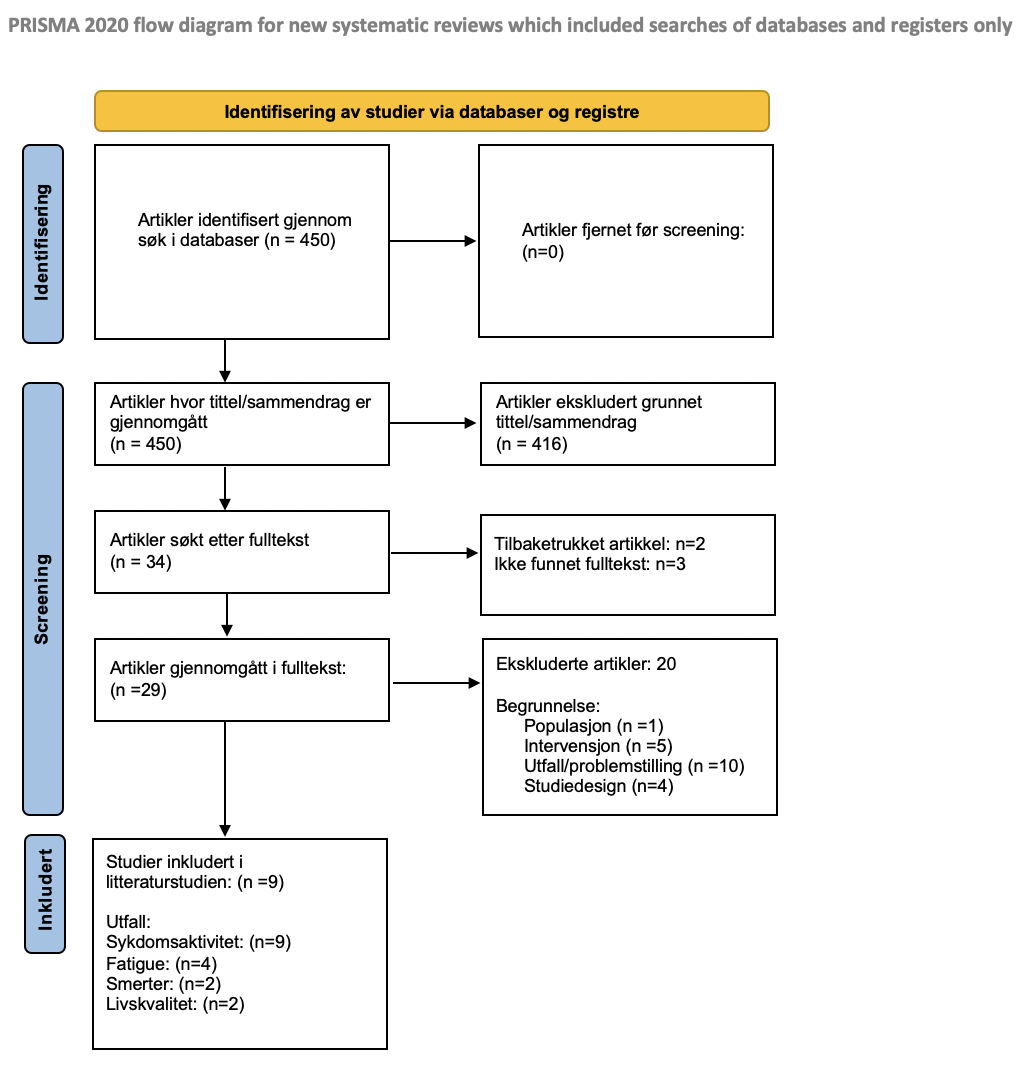 PRISMA 2020 flow diagram for new systematic reviews which included searches of databases and registers only
Identifisering av studier via databaser og registre
Identifisering
Artikler identifisert gjennom
søk i databaser (n = 450)
Artikler fjernet før screening:
(n=0)
Screening
Artikler hvor tittel/sammendrag er
gjennomgått
(n = 450)
Artikler ekskludert grunnet
tittel/sammendrag
(n = 416)
Artikler søkt etter fulltekst
(n = 34)
Tilbaketrukket artikkel: n=2
Ikke funnet fulltekst: n=3
Artikler gjennomgått i fulltekst:
(n =29)
Ekskluderte artikler: 20
Begrunnelse:
Populasjon (n =1)
Intervensjon (n =5)
Utfall/problemstilling (n =10)
Studiedesign (n=4)
Inkludert
Studier inkludert i
litteraturstudien: (n =9)
Utfall:
Sykdomsaktivitet: (n=9)
Fatigue: (n=4)
Smerter: (n=2)
Livskvalitet: (n=2)